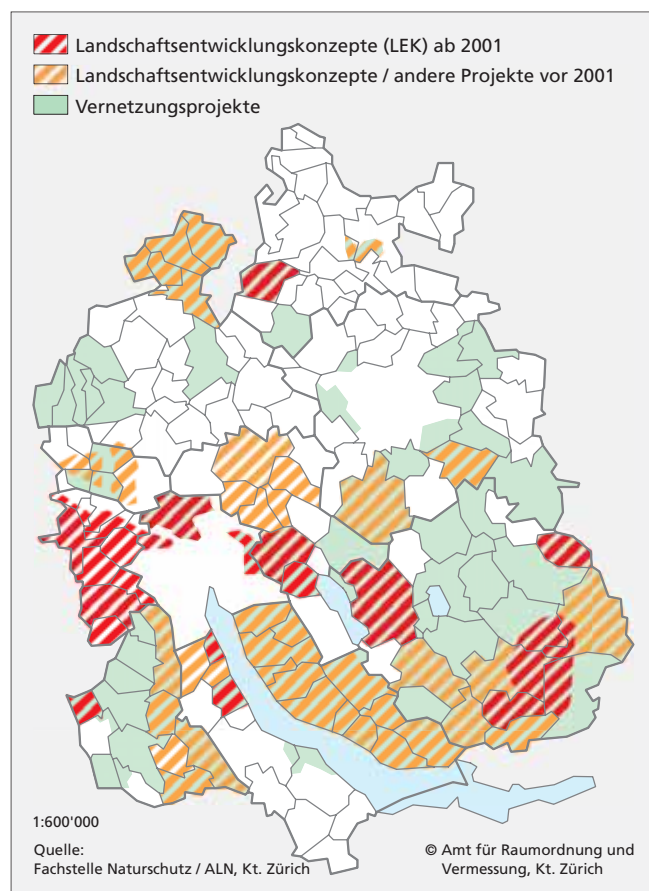 Landschaftsentwicklungskonzepte (LEK) ab 2001
Landschaftsentwicklungskonzepte / andere Projekte vor 2001
Vernetzungsprojekte
1:600'000
Quelle:
Fachstelle Naturschutz / ALN, Kt. Zürich
© Amt für Raumordnung und
Vermessung, Kt. Zürich